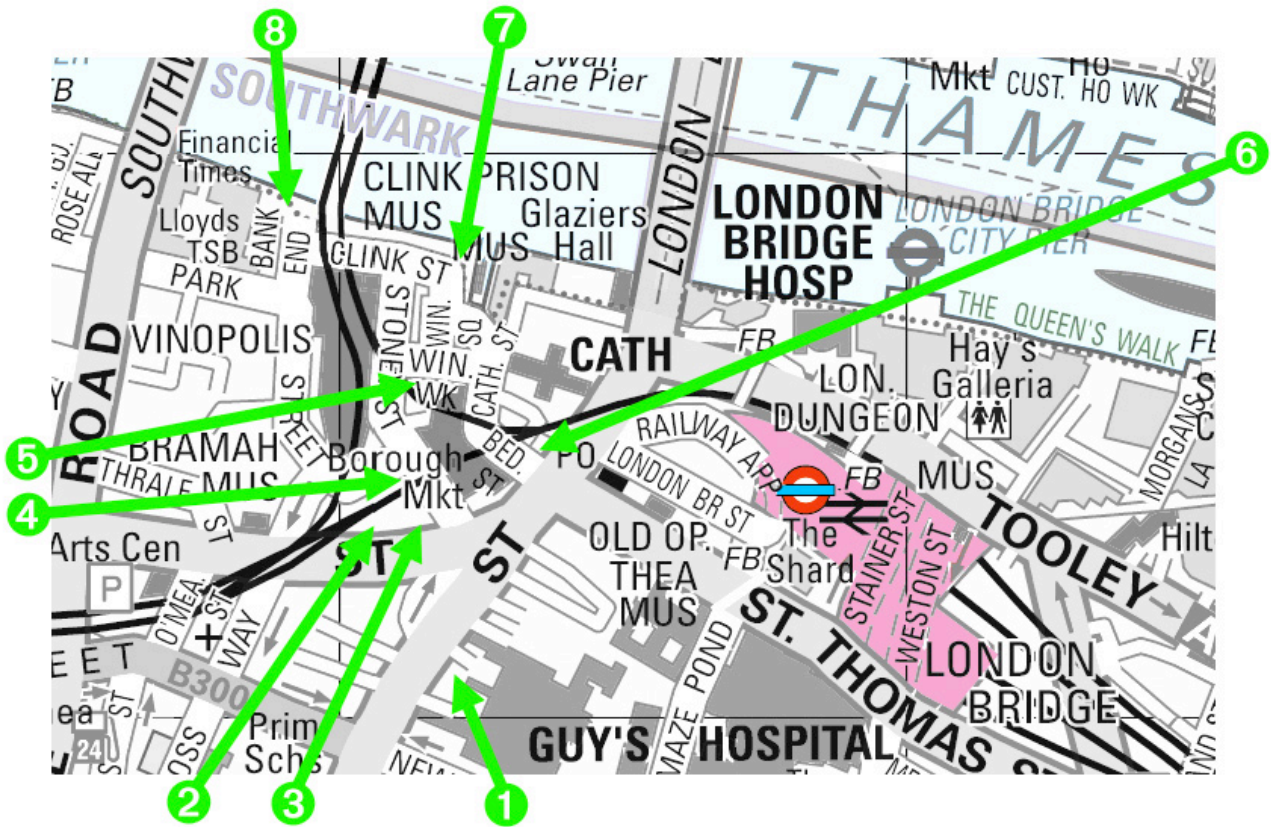 8
7
SOUTHWARK
Swan
Lane Pier
LONDON
Ho
Mkt CUST. HO WK
THAMES
6
Financial
Times
SOUTHW
ROSE AL
CLINK PRISON
MUS
Glaziers
Hall
MUS
LONDON
BRIDGE
HOSP
LONDON BRIDGE
CITY PIER
Lloyds
TSB
BANK
END
PARK
CLINK ST
THE QUEEN'S WALK
VINOPOLIS
STONEY ST
WIN.
SQ
WIN.
WK
CATH. ST
CATH
FB
Hay's
Galleria
LON.
DUNGEON
ROAD
5
BRAMAH
MUS
THRALE
ST
Borough
Mkt
BED.
ST
PO
RAILWAY APP
LONDON BR ST
FB
MUS
MORGANS
LA
4
Arts Cen
ST
ST
OLD OP.
THEA
MUS
FB
The
Shard
STAINER ST
WESTON ST
TOOLEY
Hilt
P
O'MEA.
ST
WAY
EET
B300
ST. THOMAS
LONDON
BRIDGE
ST
24
Prim
Schs
NEW
GUY'S HOSPITAL
MAZE POND
2
3
1